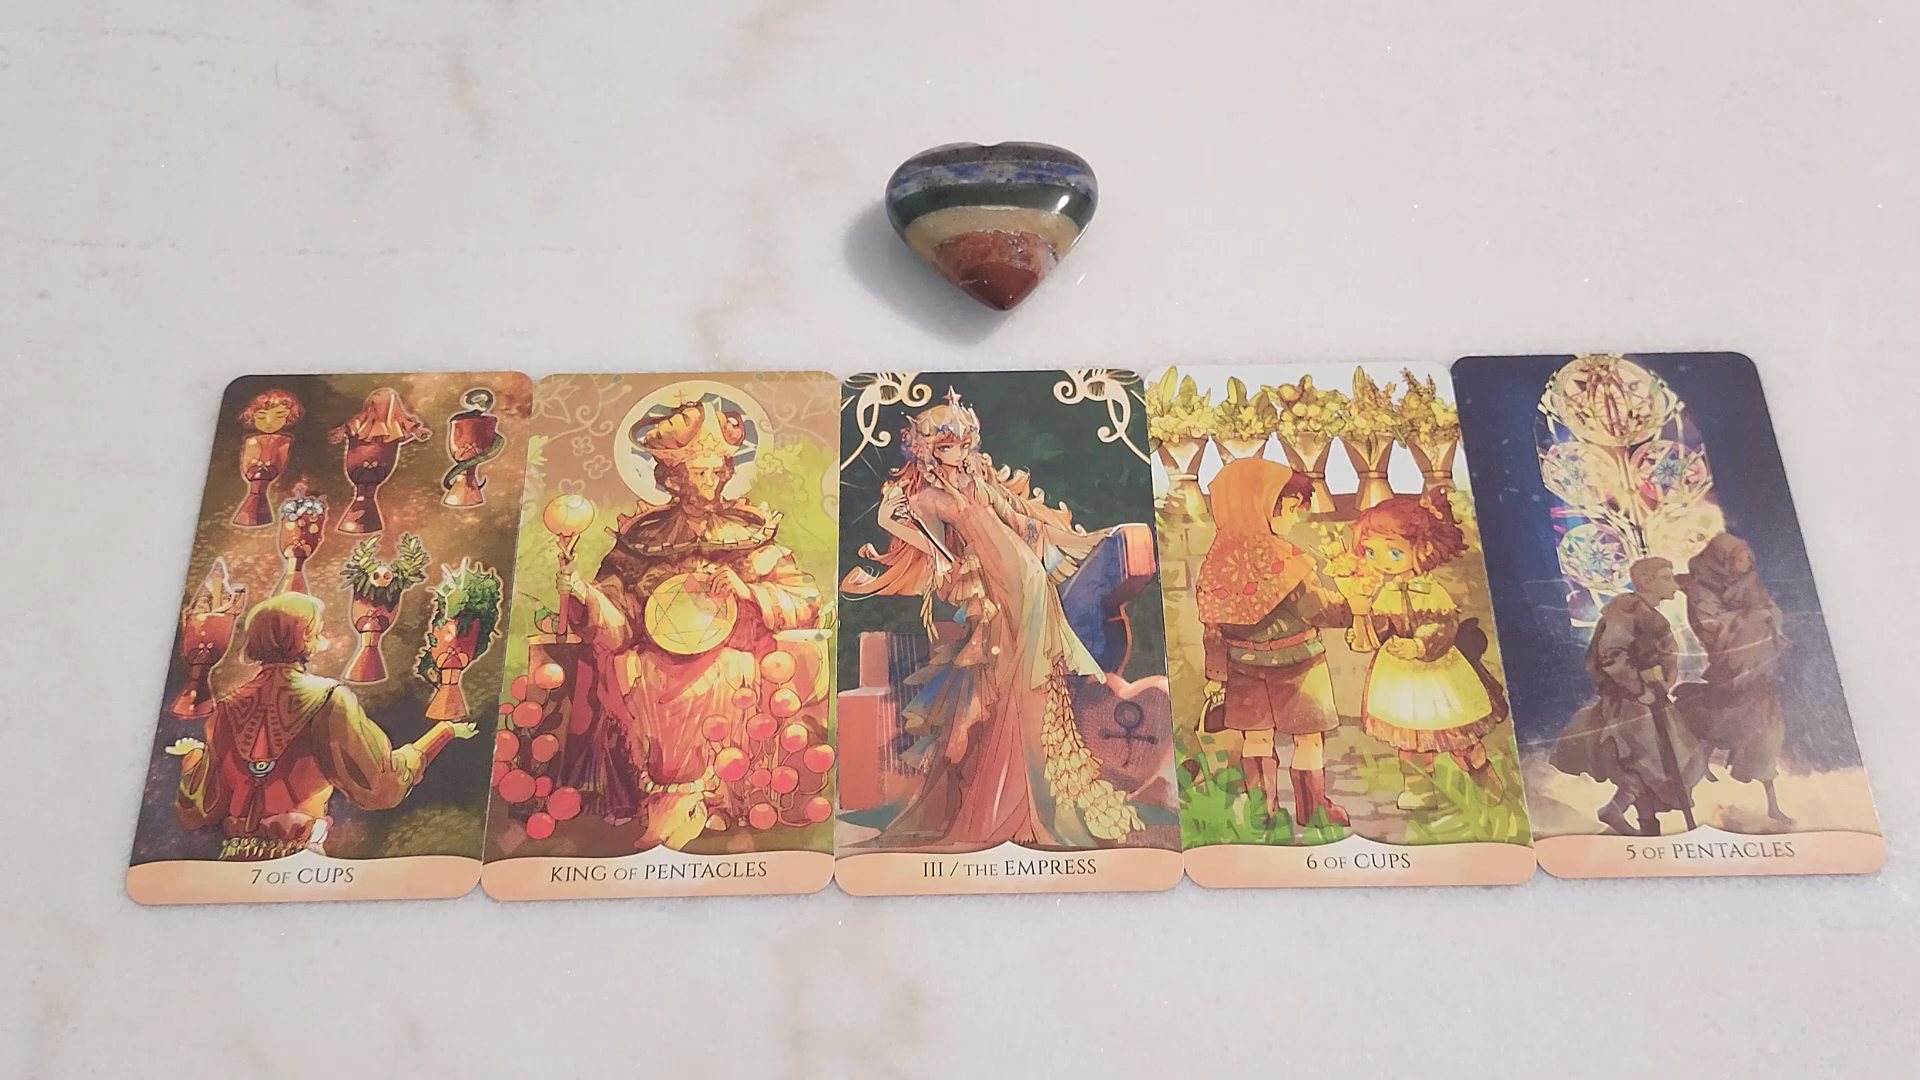 7 OF CUPS
KING OF PENTACLES
III / THE EMPRESS
6 OF CUPS
5 OF PENTACLES